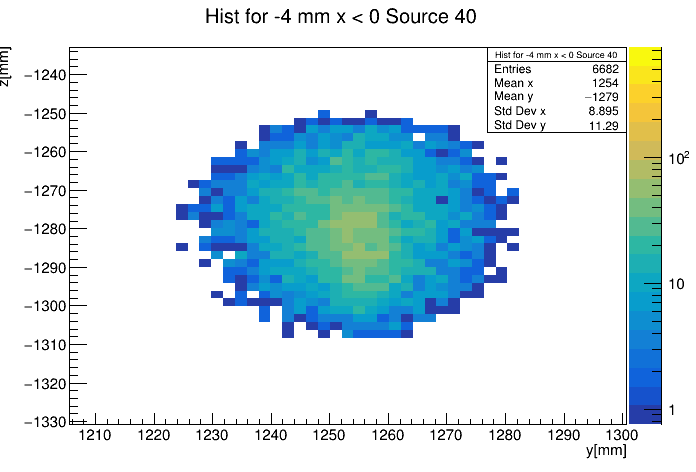 Hist for -4 mm x < 0 Source 40
z[mm]
Hist for -4 mm x < 0 Source 40
Entries 6682
Mean x 1254
Mean y −1279
Std Dev x 8.895
Std Dev y 11.29
−1240
−1250
−1260
−1270
−1280
−1290
−1300
−1310
−1320
−1330
10²
10
1
1210 1220 1230 1240 1250 1260 1270 1280 1290 1300
y[mm]